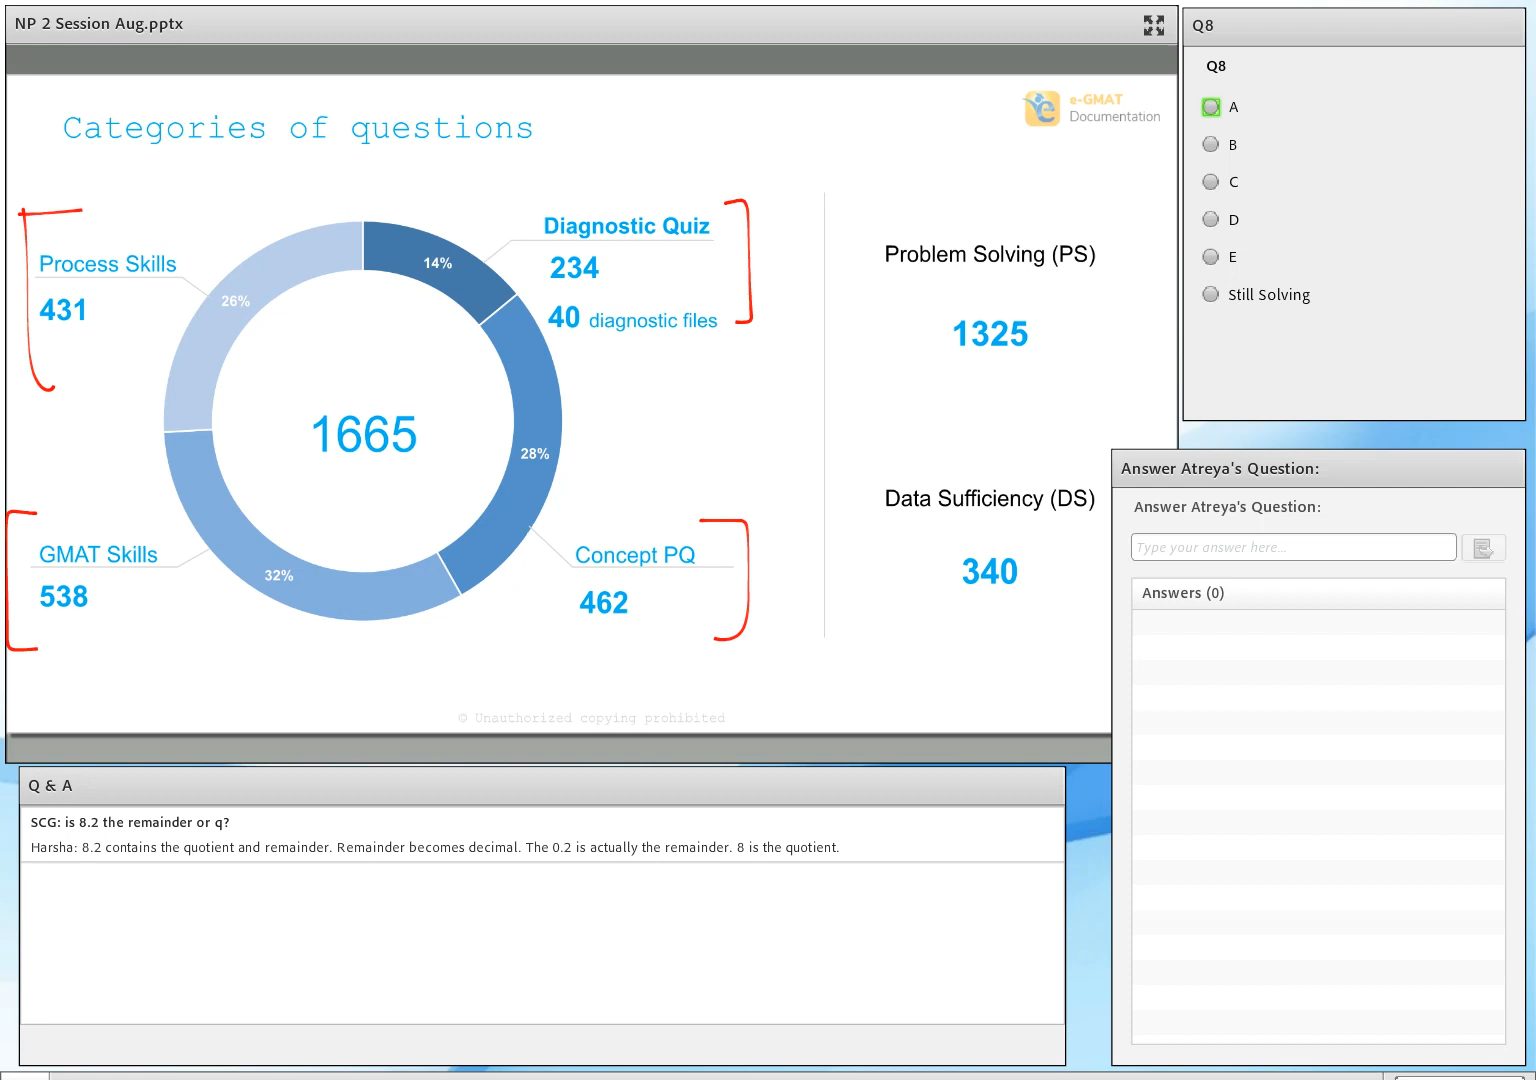 NP 2 Session Aug.pptx
Categories of questions
e-GMAT
Documentation
Process Skills
431
26%
14%
Diagnostic Quiz
234
40 diagnostic files
1665
28%
GMAT Skills
538
32%
Concept PQ
462
Problem Solving (PS)
1325
Data Sufficiency (DS)
340
© Unauthorized copying prohibited
Q8
Q8
A
B
C
D
E
Still Solving
Answer Atreya's Question:
Answer Atreya's Question:
Type your answer here...
Answers (0)
Q & A
SCG: is 8.2 the remainder or q?
Harsha: 8.2 contains the quotient and remainder. Remainder becomes decimal. The 0.2 is actually the remainder. 8 is the quotient.